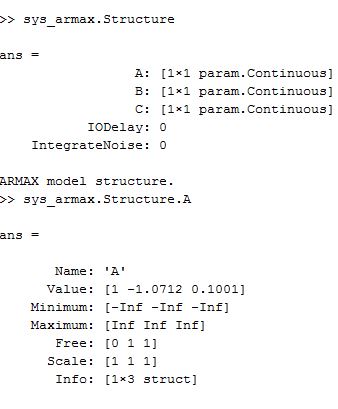 >> sys_armax.Structure
ans =
A: [1×1 param.Continuous]
B: [1×1 param.Continuous]
C: [1×1 param.Continuous]
IODelay: 0
IntegrateNoise: 0
ARMAX model structure.
>> sys_armax.Structure.A
ans =
Name: 'A'
Value: [1 -1.0712 0.1001]
Minimum: [-Inf -Inf -Inf]
Maximum: [Inf Inf Inf]
Free: [0 1 1]
Scale: [1 1 1]
Info: [1×3 struct]